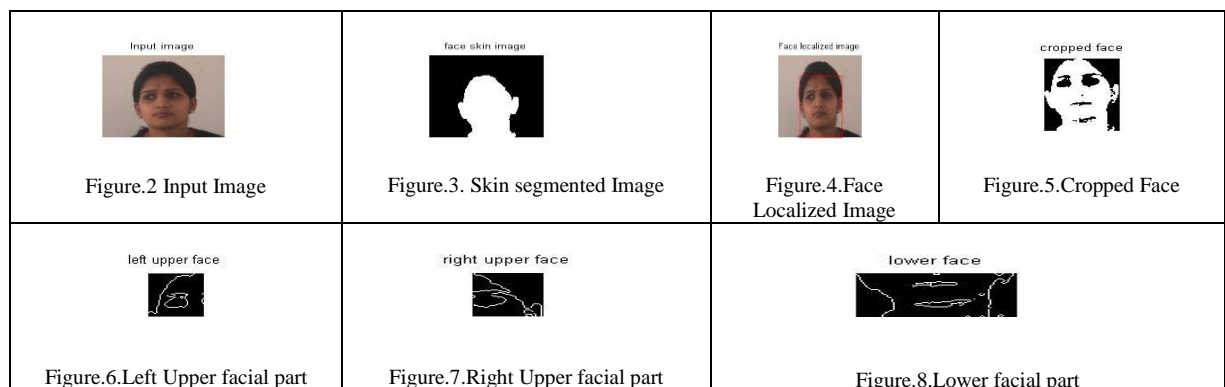 Input image
face skin image
Face localized image
cropped face
Figure.2 Input Image
Figure.3. Skin segmented Image
Figure.4.Face
Localized Image
Figure.5.Cropped Face
left upper face
right upper face
lower face
Figure.6.Left Upper facial part
Figure.7.Right Upper facial part
Figure.8.Lower facial part